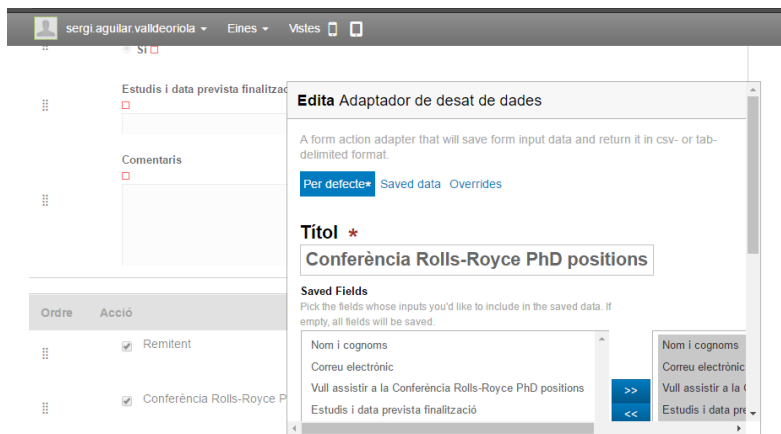 sergi.aguilar.valldeoriola Eines Vistes
Sí
Estudis i data prevista finalitzac
Comentaris
Ordre Acció
Remitent
Conferència Rolls-Royce P
Edita Adaptador de desat de dades
A form action adapter that will save form input data and return it in csv- or tab-
delimited format.
Per defecte* Saved data Overrides
Títol *
Conferència Rolls-Royce PhD positions
Saved Fields
Pick the fields whose inputs you'd like to include in the saved data. If
empty, all fields will be saved.
Nom i cognoms
Correu electrònic
Vull assistir a la Conferència Rolls-Royce PhD positions
Estudis i data prevista finalització
>>
<<
Nom i cognoms
Correu electrònic
Vull assistir a la
Estudis i data pre